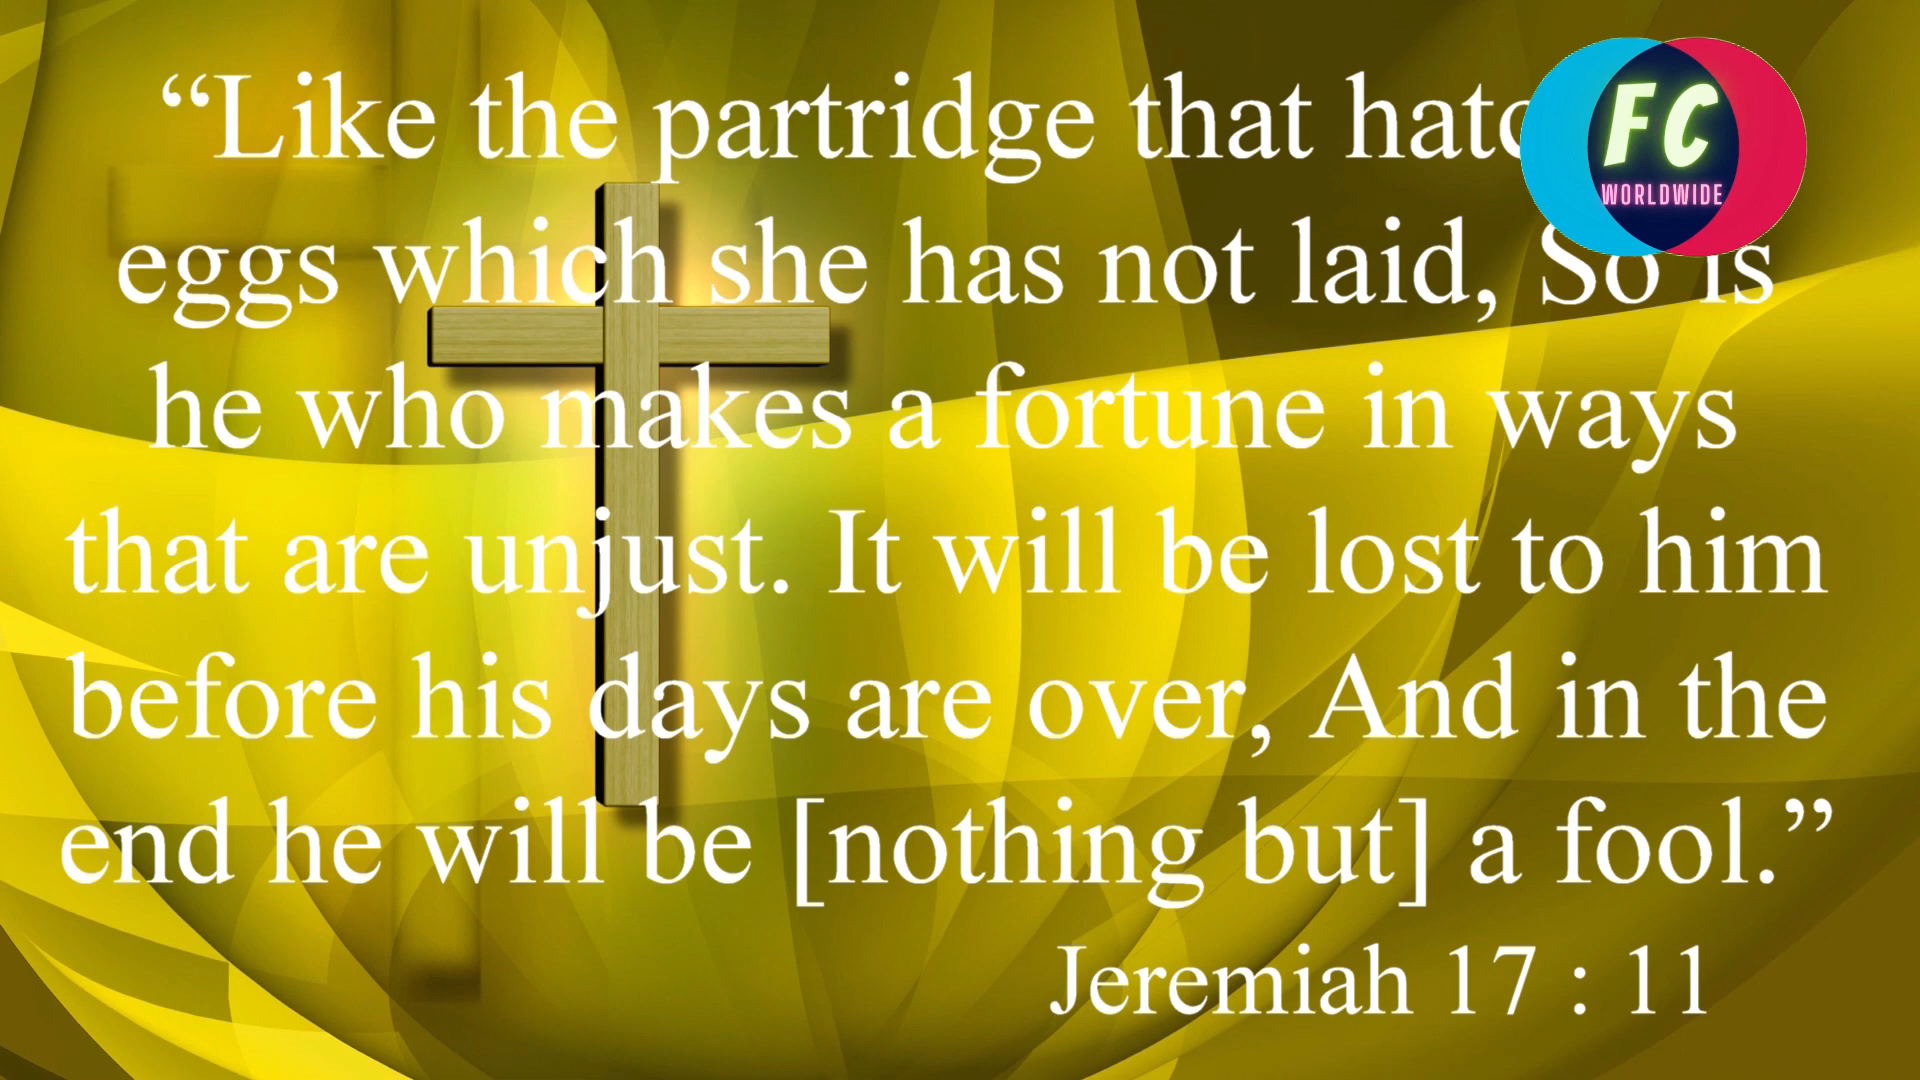 “Like the partridge that
eggs which she has not laid, So is
he who makes a fortune in ways
that are unjust. It will be lost to him
before his days are over, And in the
end he will be [nothing but] a fool.”
Jeremiah 17 : 11
FC
WORLDWIDE